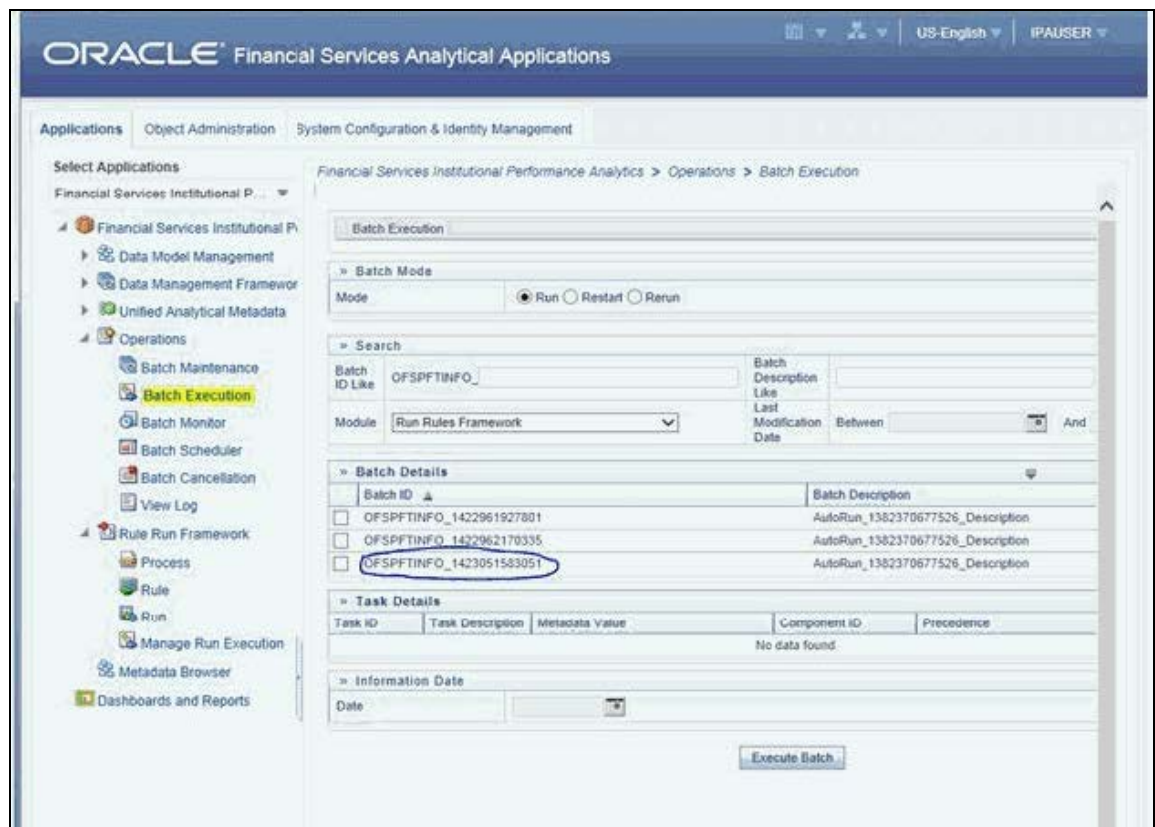 US-English IPAUSER
ORACLE Financial Services Analytical Applications
Applications Object Administration System Configuration & Identity Management
Select Applications
Financial Services Institutional P...
Financial Services Institutional P
Data Model Management
Data Management Framewor
Unified Analytical Metadata
Operations
Batch Maintenance
Batch Execution
Batch Monitor
Batch Scheduler
Batch Cancellation
View Log
Rule Run Framework
Process
Rule
Run
Manage Run Execution
Metadata Browser
Dashboards and Reports
Financial Services Institutional Performance Analytics > Operations > Batch Execution
Batch Execution
» Batch Mode
Mode Run Restart Rerun
» Search
Batch ID Like OFSPFTINFO_ Batch Description Like
Module Run Rules Framework Last Modification Date Between And
» Batch Details
Batch ID Batch Description
OFSPFTINFO_1422961927801 AutoRun_1382370677526_Description
OFSPFTINFO_1422962170335 AutoRun_1382370677526_Description
OFSPFTINFO_1423051583051 AutoRun_1382370677526_Description
» Task Details
Task ID Task Description Metadata Value Component ID Precedence
No data found
» Information Date
Date
Execute Batch